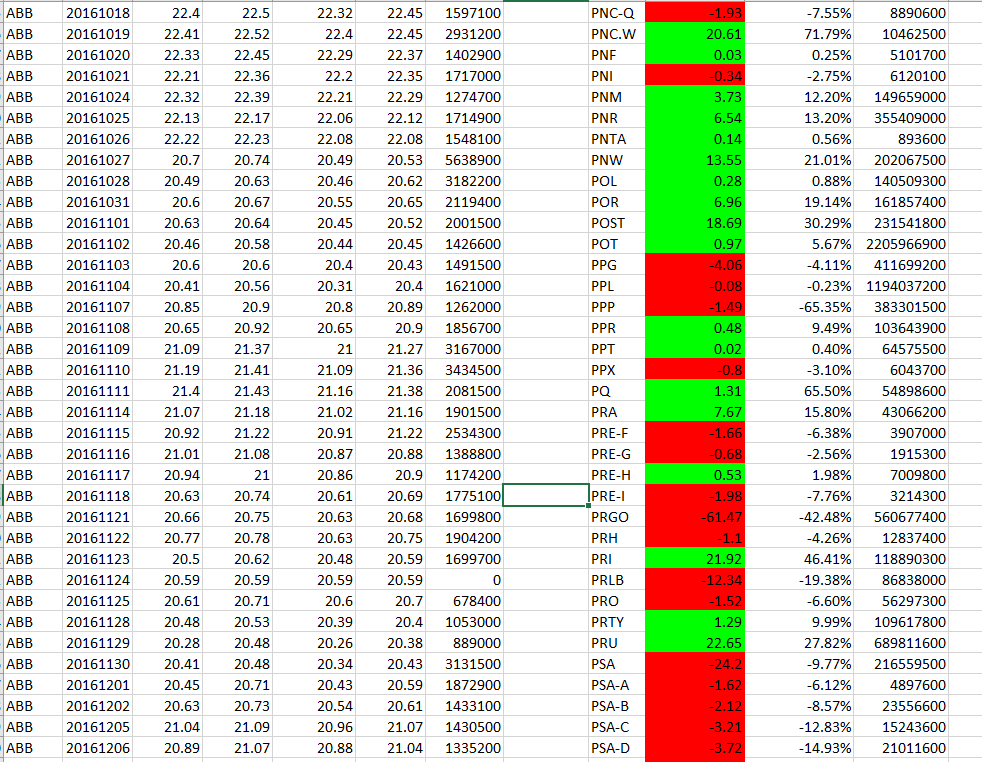 ABB 20161018 22.4 22.5 22.32 22.45 1597100 PNC-Q -1.93 -7.55% 8890600
ABB 20161019 22.41 22.52 22.4 22.45 2931200 PNC.W 20.61 71.79% 10462500
ABB 20161020 22.33 22.45 22.29 22.37 1402900 PNF 0.03 0.25% 5101700
ABB 20161021 22.21 22.36 22.2 22.35 1717000 PNI -0.34 -2.75% 6120100
ABB 20161024 22.32 22.39 22.21 22.29 1274700 PNM 3.73 12.20% 149659000
ABB 20161025 22.13 22.17 22.06 22.12 1714900 PNR 6.54 13.20% 355409000
ABB 20161026 22.22 22.23 22.08 22.08 1548100 PNTA 0.14 0.56% 893600
ABB 20161027 20.7 20.74 20.49 20.53 5638900 PNW 13.55 21.01% 202067500
ABB 20161028 20.49 20.63 20.46 20.62 3182200 POL 0.28 0.88% 140509300
ABB 20161031 20.6 20.67 20.55 20.65 2119400 POR 6.96 19.14% 161857400
ABB 20161101 20.63 20.64 20.45 20.52 2001500 POST 18.69 30.29% 231541800
ABB 20161102 20.46 20.58 20.44 20.45 1426600 POT 0.97 5.67% 2205966900
ABB 20161103 20.6 20.6 20.4 20.43 1491500 PPG -4.06 -4.11% 411699200
ABB 20161104 20.41 20.56 20.31 20.4 1621000 PPL -0.08 -0.23% 1194037200
ABB 20161107 20.85 20.9 20.8 20.89 1262000 PPP -1.49 -65.35% 383301500
ABB 20161108 20.65 20.92 20.65 20.9 1856700 PPR 0.48 9.49% 103643900
ABB 20161109 21.09 21.37 21 21.27 3167000 PPT 0.02 0.40% 64575500
ABB 20161110 21.19 21.41 21.09 21.36 3434500 PPX -0.8 -3.10% 6043700
ABB 20161111 21.4 21.43 21.16 21.38 2081500 PQ 1.31 65.50% 54898600
ABB 20161114 21.07 21.18 21.02 21.16 1901500 PRA 7.67 15.80% 43066200
ABB 20161115 20.92 21.22 20.91 21.22 2534300 PRE-F -1.66 -6.38% 3907000
ABB 20161116 21.01 21.08 20.87 20.88 1388800 PRE-G -0.68 -2.56% 1915300
ABB 20161117 20.94 21 20.86 20.9 1174200 PRE-H 0.53 1.98% 7009800
ABB 20161118 20.63 20.74 20.61 20.69 1775100 PRE-I -1.98 -7.76% 3214300
ABB 20161121 20.66 20.75 20.63 20.68 1699800 PRGO -61.47 -42.48% 560677400
ABB 20161122 20.77 20.78 20.63 20.75 1904200 PRH -1.1 -4.26% 12837400
ABB 20161123 20.5 20.62 20.48 20.59 1699700 PRI 21.92 46.41% 118890300
ABB 20161124 20.59 20.59 20.59 20.59 0 PRLB -12.34 -19.38% 86838000
ABB 20161125 20.61 20.71 20.6 20.7 678400 PRO -1.52 -6.60% 56297300
ABB 20161128 20.48 20.53 20.39 20.4 1053000 PRTY 1.29 9.99% 109617800
ABB 20161129 20.28 20.48 20.26 20.38 889000 PRU 22.65 27.82% 689811600
ABB 20161130 20.41 20.48 20.34 20.43 3131500 PSA -24.2 -9.77% 216559500
ABB 20161201 20.45 20.71 20.43 20.59 1872900 PSA-A -1.62 -6.12% 4897600
ABB 20161202 20.63 20.73 20.54 20.61 1433100 PSA-B -2.12 -8.57% 23556600
ABB 20161205 21.04 21.09 20.96 21.07 1430500 PSA-C -3.21 -12.83% 15243600
ABB 20161206 20.89 21.07 20.88 21.04 1335200 PSA-D -3.72 -14.93% 21011600